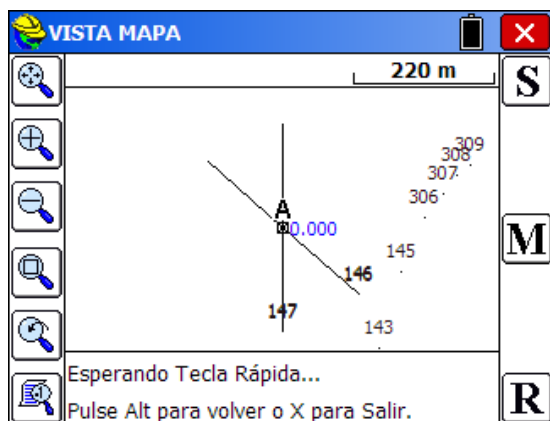 VISTA MAPA
220 m
S
309
308
307
306
A
0.000
M
145
146
147
143
Esperando Tecla Rápida...
Pulse Alt para volver o X para Salir.
R